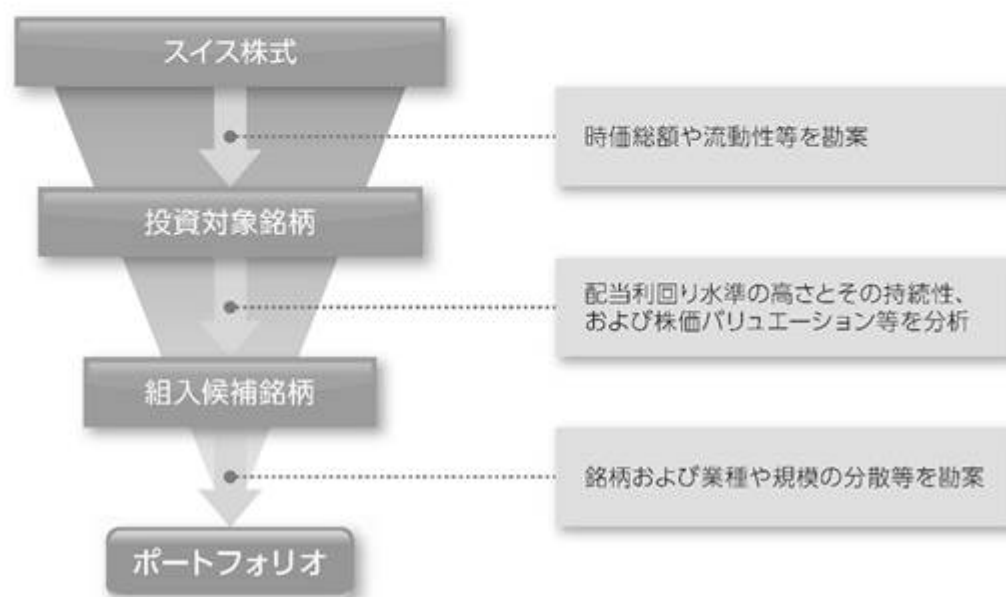 スイス株式
時価総額や流動性等を勘案
投資対象銘柄
配当利回り水準の高さとその持続性、
および株価バリュエーション等を分析
組入候補銘柄
銘柄および業種や規模の分散等を勘案
ポートフォリオ